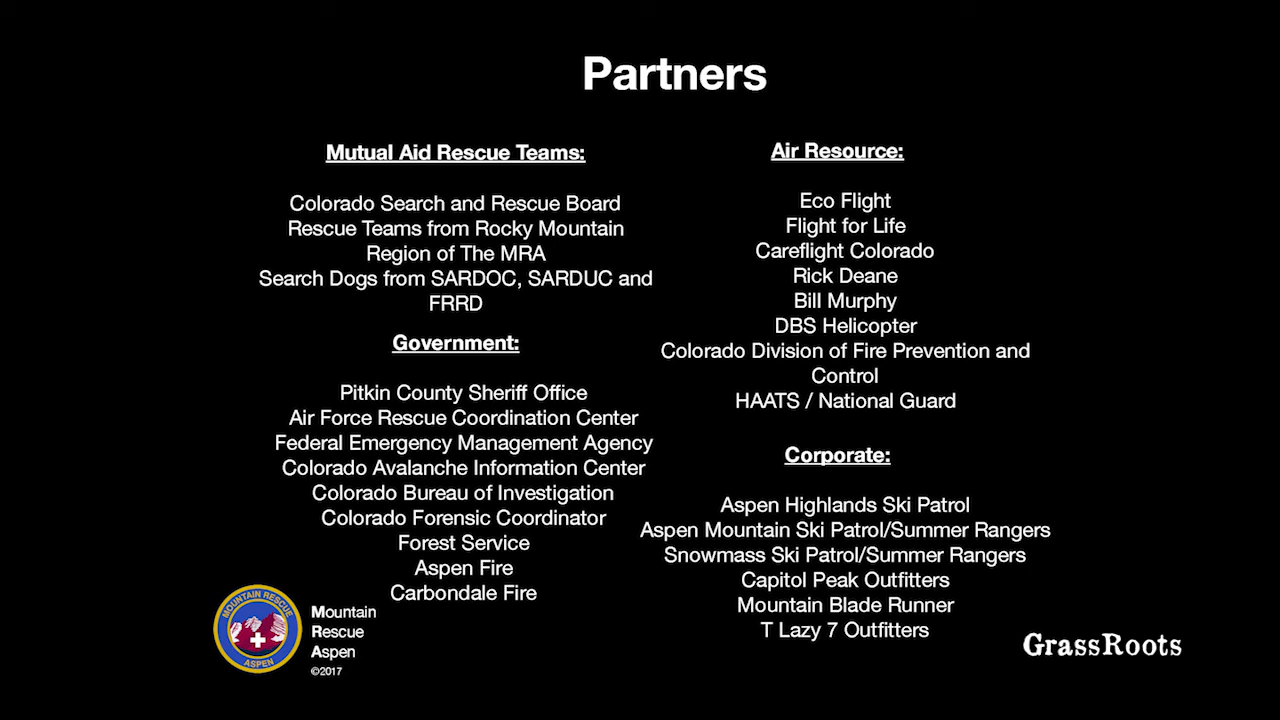 Partners
Mutual Aid Rescue Teams:
Colorado Search and Rescue Board
Rescue Teams from Rocky Mountain
Region of The MRA
Search Dogs from SARDOC, SARDUC and
FRRD
Government:
Pitkin County Sheriff Office
Air Force Rescue Coordination Center
Federal Emergency Management Agency
Colorado Avalanche Information Center
Colorado Bureau of Investigation
Colorado Forensic Coordinator
Forest Service
Aspen Fire
Carbondale Fire
Air Resource:
Eco Flight
Flight for Life
Careflight Colorado
Rick Deane
Bill Murphy
DBS Helicopter
Colorado Division of Fire Prevention and
Control
HAATS / National Guard
Corporate:
Aspen Highlands Ski Patrol
Aspen Mountain Ski Patrol/Summer Rangers
Snowmass Ski Patrol/Summer Rangers
Capitol Peak Outfitters
Mountain Blade Runner
T Lazy 7 Outfitters
MOUNTAIN RESCUE
ASPEN
Mountain
Rescue
Aspen
©2017
GrassRoots